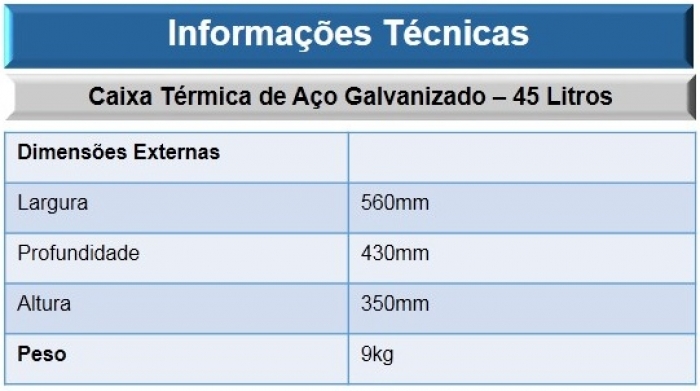 Informações Técnicas
Caixa Térmica de Aço Galvanizado – 45 Litros
Dimensões Externas
Largura 560mm
Profundidade 430mm
Altura 350mm
Peso 9kg